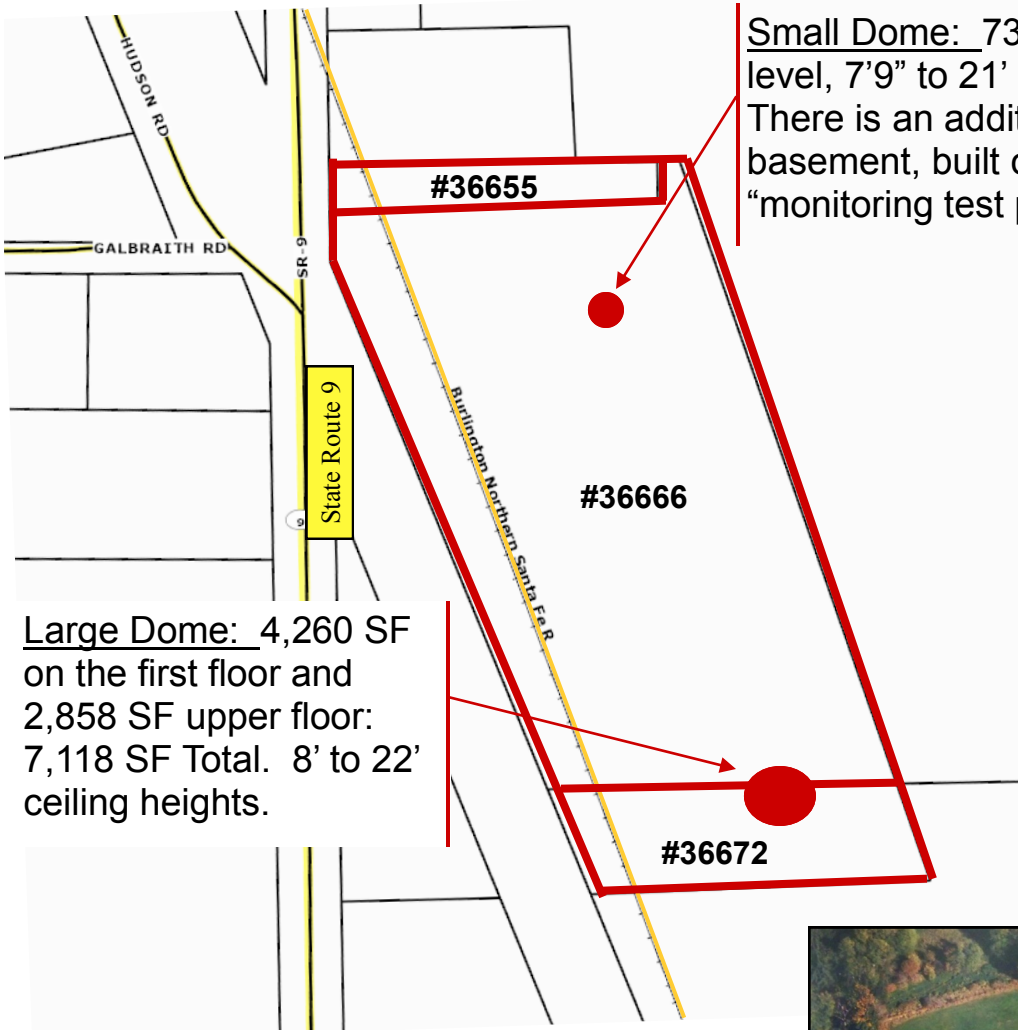 Small Dome: 73
level, 7’9” to 21’
There is an addit
basement, built o
“monitoring test p
HUDSON RD
#36655
GALBRAITH RD
SR-9
State Route 9
9
Burlington Northern Santa Fe R
#36666
Large Dome: 4,260 SF
on the first floor and
2,858 SF upper floor:
7,118 SF Total. 8’ to 22’
ceiling heights.
#36672